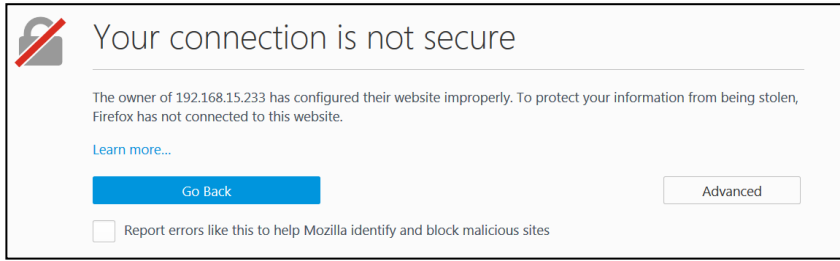 Your connection is not secure
The owner of 192.168.15.233 has configured their website improperly. To protect your information from being stolen,
Firefox has not connected to this website.
Learn more...
Go Back
Advanced
Report errors like this to help Mozilla identify and block malicious sites